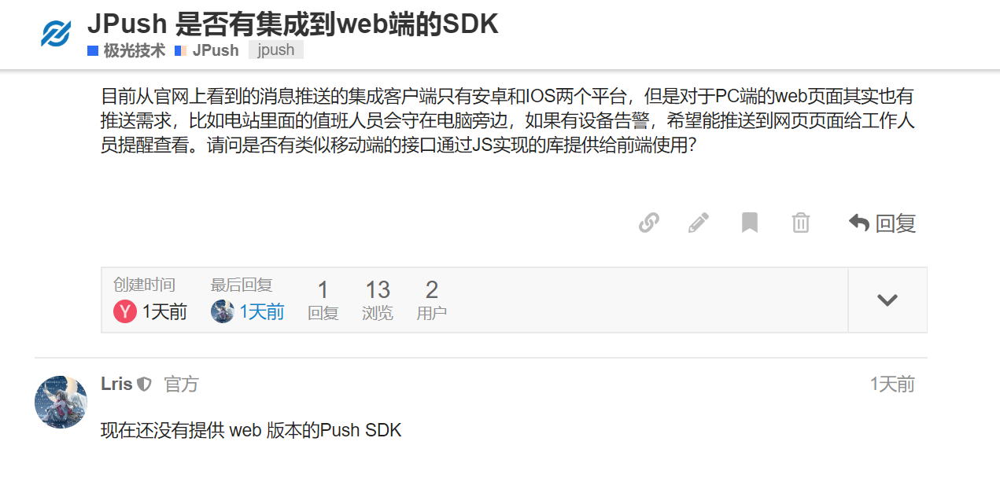 JPush 是否有集成到web端的SDK
极光技术 JPush jpush
目前从官网上看到的消息推送的集成客户端只有安卓和IOS两个平台，但是对于PC端的web页面其实也有
推送需求，比如电站里面的值班人员会守在电脑旁边，如果有设备告警，希望能推送到网页页面给工作人
员提醒查看。请问是否有类似移动端的接口通过JS实现的库提供给前端使用？
回复
创建时间 最后回复 1 13 2
Y 1天前 1天前 回复 浏览 用户
Lris 官方 1天前
现在还没有提供 web 版本的Push SDK